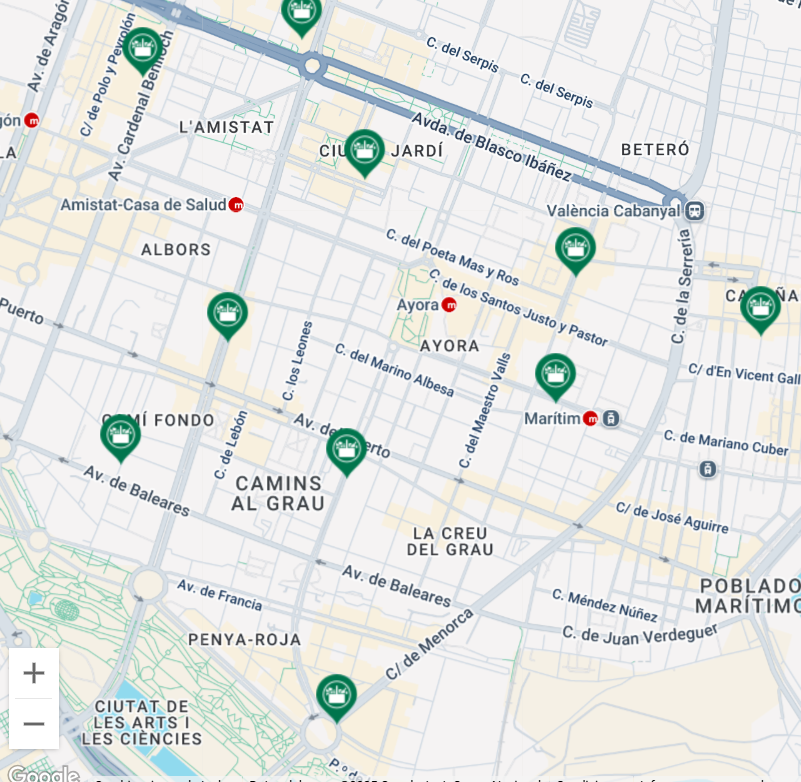 Av. de Aragón
C/ de Polo y Peyrolón
Av. Cardenal Benlloch
C. del Serpis
C. del Serpis
L'AMISTAT
Avda. de Blasco Ibáñez
CIU
JARDÍ
BETERÓ
gón
LA
Amistat-Casa de Salud
València Cabanyal
ALBORS
C. del Poeta Mas y Ros
C. de la Serreria
C. de los Santos Justo y Pastor
Ayora
AYORA
Puerto
C. los Leones
C. del Marino Albesa
C. del Maestro Valls
C/ d'En Vicent Gall
Marítim
MÍ FONDO
C. de Lebón
Av. de
erto
C. de Mariano Cuber
Av. de Baleares
CAMINS
AL GRAU
C/ de José Aguirre
LA CREU
DEL GRAU
Av. de Baleares
Av. de Francia
POBLADO
MARÍTIMO
C. Méndez Núñez
PENYA-ROJA
C. de Juan Verdeguer
C/ de Menorca
+
−
CIUTAT DE
LES ARTS I
LES CIÈNCIES
Google